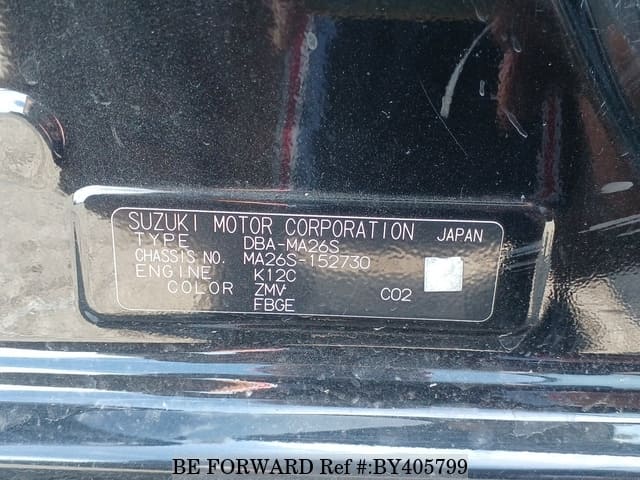 SUZUKI MOTOR CORPORATION JAPAN
TYPE DBA-MA26S
CHASSIS NO. MA26S-152730
ENGINE K12C
COLOR ZMV C02
FBGE
BE FORWARD Ref #:BY405799